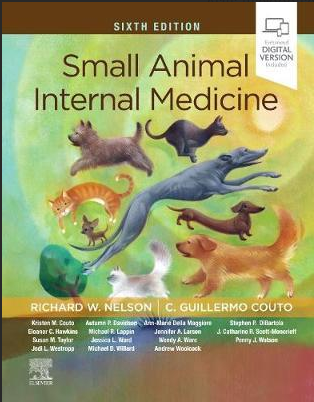 SIXTH EDITION
Enhanced
DIGITAL
VERSION
Included
Small Animal
Internal Medicine
RICHARD W. NELSON | C. GUILLERMO COUTO
Kristen M. Couto Autumn P. Davidson Ann-Marie Della Maggiore Stephen P. DiBartola
Eleanor C. Hawkins Michael R. Lappin Jennifer A. Larsen J. Catharine R. Scott-Moncrieff
Susan M. Taylor Jessica L. Ward Wendy A. Ware Penny J. Watson
Jodi L. Westropp Michael D. Willard Andrew Woolcock
ELSEVIER